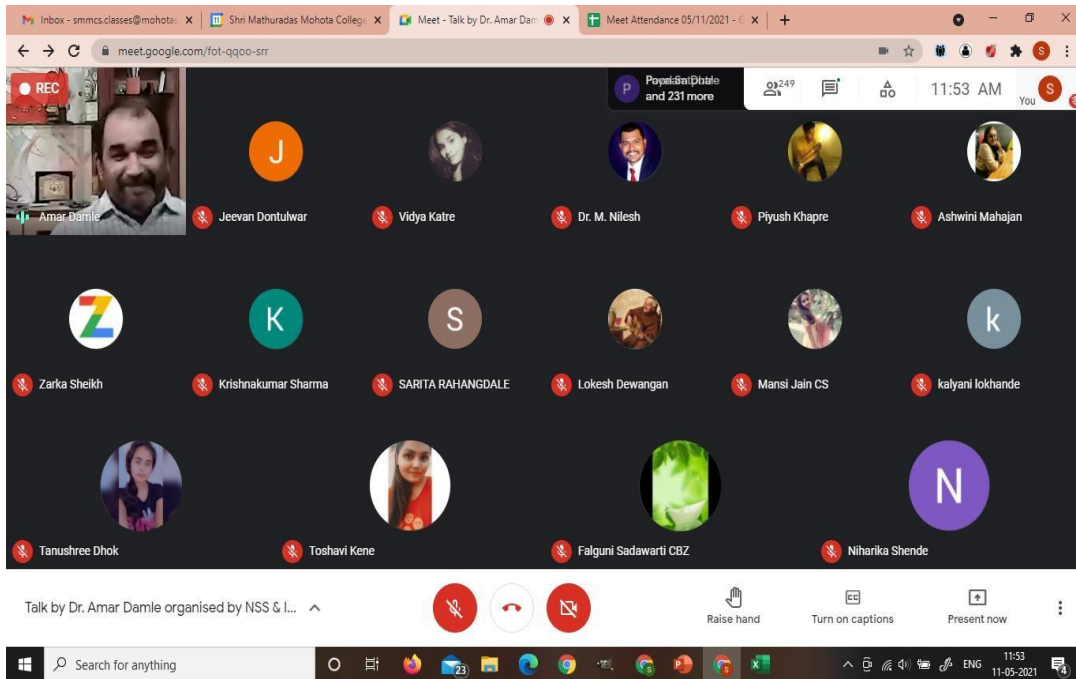 Inbox - smmcs.classes@mohotas
Shri Mathuradas Mohota College
Meet - Talk by Dr. Amar Dam
Meet Attendance 05/11/2021 - G
meet.google.com/fot-qqoo-srr
S
REC
P
and 231 more
249
11:53 AM
You
S
Amar Damle
J
Jeevan Dontulwar
Vidya Katre
Dr. M. Nilesh
Piyush Khapre
Ashwini Mahajan
Z
Zarka Sheikh
K
Krishnakumar Sharma
S
SARITA RAHANGDALE
Lokesh Dewangan
Mansi Jain CS
k
kalyani lokhande
Tanushree Dhok
Toshavi Kene
Falguni Sadawarti CBZ
N
Niharika Shende
Talk by Dr. Amar Damle organised by NSS & I...
Raise hand
CC
Turn on captions
Present now
Search for anything
23
ENG
11:53
11-05-2021
4